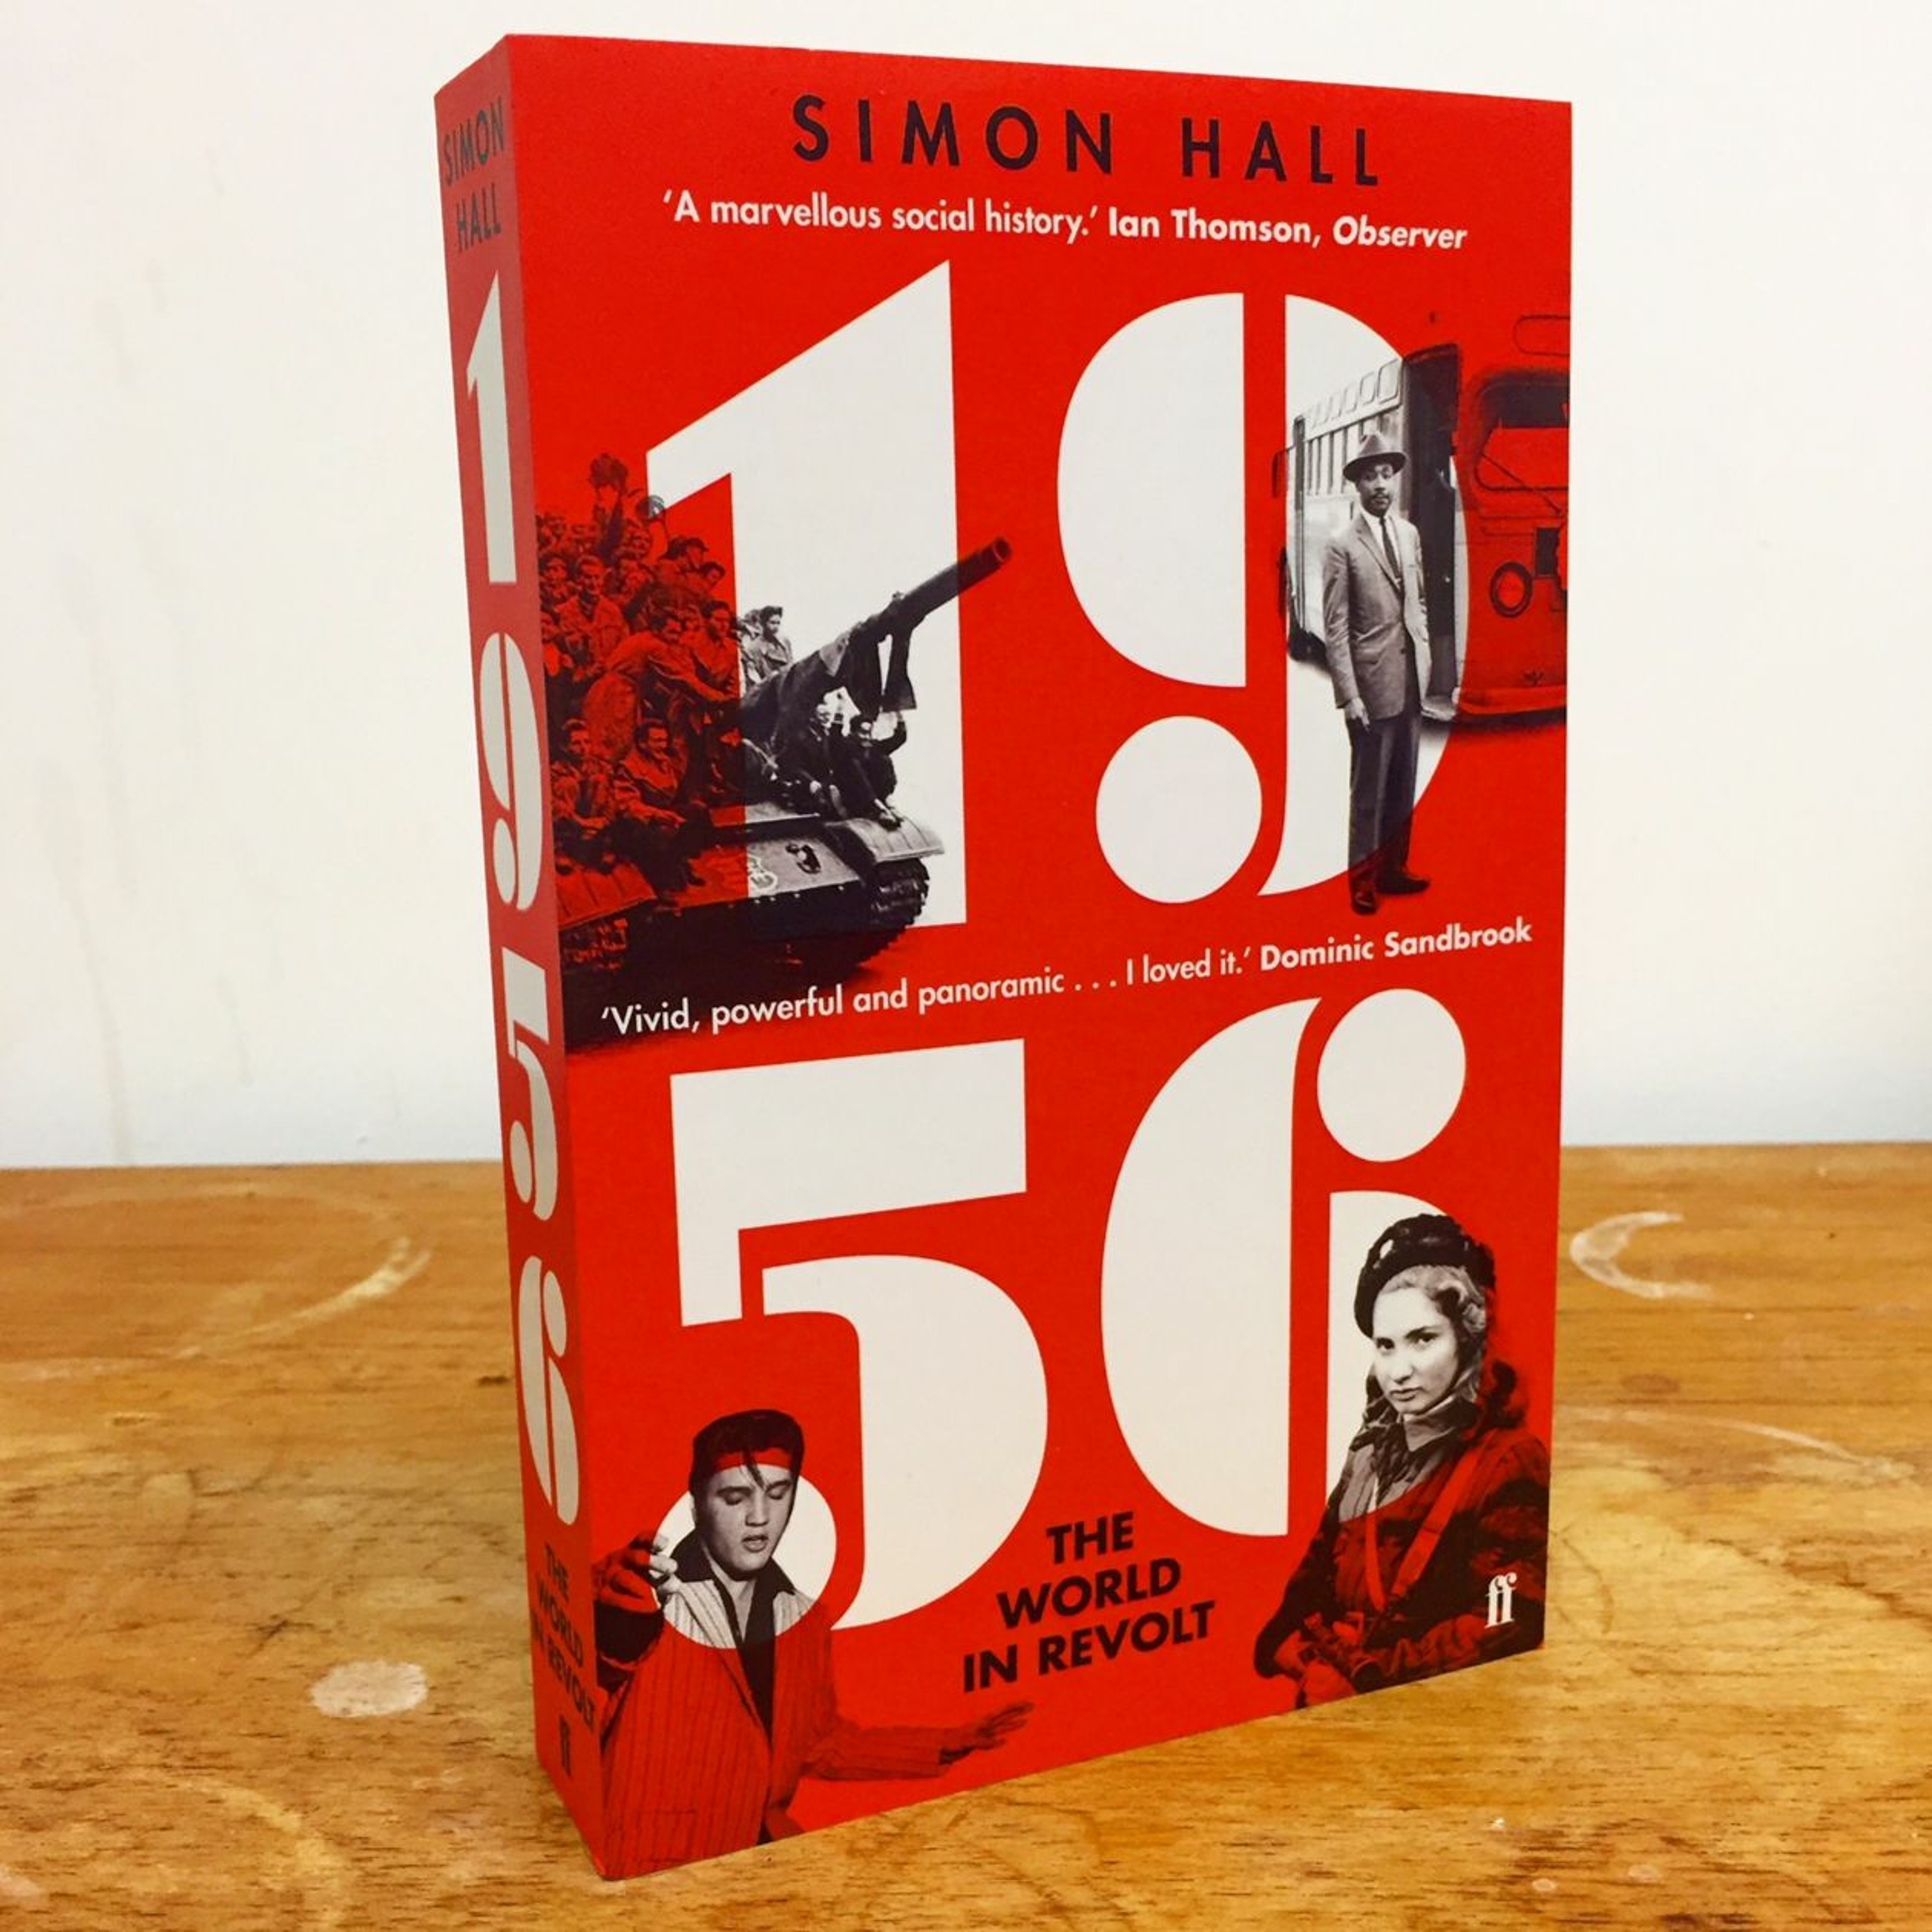 SIMON HALL
'A marvellous social history.' Ian Thomson, Observer
19
'Vivid, powerful and panoramic . . . I loved it.' Dominic Sandbrook
56
THE
WORLD
IN REVOLT
ff
SIMON
HALL
1956
THE
WORLD
IN REVOLT
ff